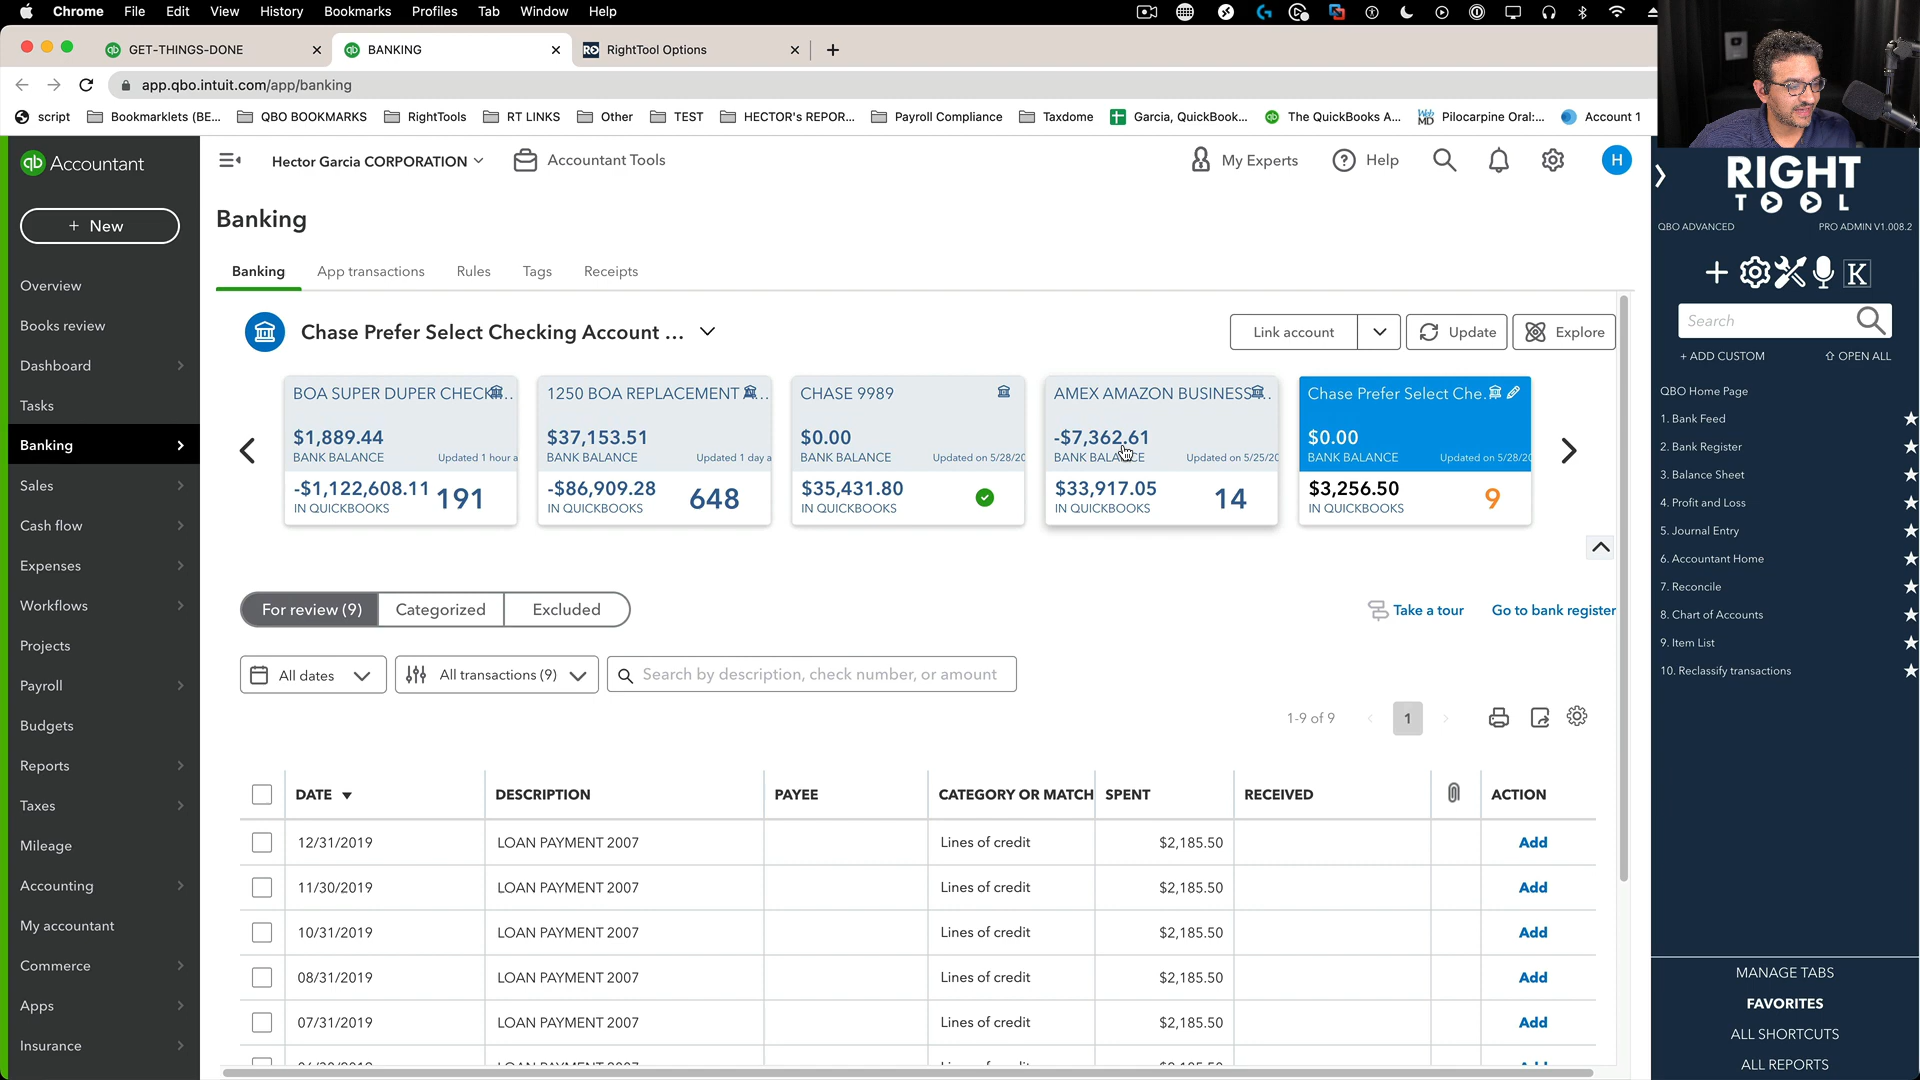 Chrome File Edit View History Bookmarks Profiles Tab Window Help
GET-THINGS-DONE
BANKING
RightTool Options
app.qbo.intuit.com/app/banking
script Bookmarklets (BE... QBO BOOKMARKS RightTools RT LINKS Other TEST HECTOR's REPOR... Payroll Compliance Taxdome Garcia, QuickBook... The QuickBooks A... Pilocarpine Oral:... Account 1
qb Accountant
+ New
Overview
Books review
Dashboard
Tasks
Banking
Sales
Cash flow
Expenses
Workflows
Projects
Payroll
Budgets
Reports
Taxes
Mileage
Accounting
My accountant
Commerce
Apps
Insurance
Hector Garcia CORPORATION
Accountant Tools
My Experts
Help
H
Banking
Banking App transactions Rules Tags Receipts
Chase Prefer Select Checking Account ...
Link account
Update
Explore
BOA SUPER DUPER CHECK...
$1,889.44
BANK BALANCE Updated 1 hour a
-$1,122,608.11
IN QUICKBOOKS
191
1250 BOA REPLACEMENT ...
$37,153.51
BANK BALANCE Updated 1 day a
-$86,909.28
IN QUICKBOOKS
648
CHASE 9989
$0.00
BANK BALANCE Updated on 5/28/20
$35,431.80
IN QUICKBOOKS
AMEX AMAZON BUSINESS...
-$7,362.61
BANK BALANCE Updated on 5/25/20
$33,917.05
IN QUICKBOOKS
14
Chase Prefer Select Che..
$0.00
BANK BALANCE Updated on 5/28/20
$3,256.50
IN QUICKBOOKS
9
For review (9) Categorized Excluded
Take a tour
Go to bank register
All dates
All transactions (9)
Search by description, check number, or amount
1-9 of 9 1
DATE DESCRIPTION PAYEE CATEGORY OR MATCH SPENT RECEIVED ACTION
12/31/2019 LOAN PAYMENT 2007 Lines of credit $2,185.50 Add
11/30/2019 LOAN PAYMENT 2007 Lines of credit $2,185.50 Add
10/31/2019 LOAN PAYMENT 2007 Lines of credit $2,185.50 Add
08/31/2019 LOAN PAYMENT 2007 Lines of credit $2,185.50 Add
07/31/2019 LOAN PAYMENT 2007 Lines of credit $2,185.50 Add
RIGHT
TOOL
QBO ADVANCED PRO ADMIN V1.008.2
K
Search
+ ADD CUSTOM
OPEN ALL
QBO Home Page
1. Bank Feed
2. Bank Register
3. Balance Sheet
4. Profit and Loss
5. Journal Entry
6. Accountant Home
7. Reconcile
8. Chart of Accounts
9. Item List
10. Reclassify transactions
MANAGE TABS
FAVORITES
ALL SHORTCUTS
ALL REPORTS